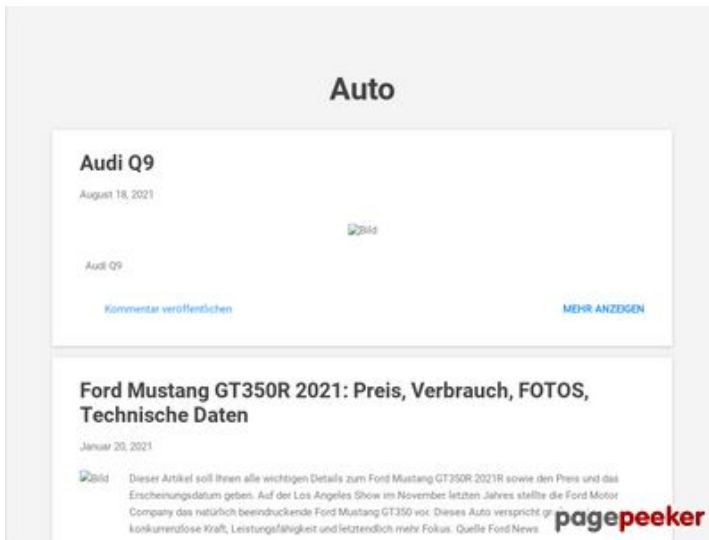 Auto
Audi Q9
August 18, 2021
Bild
Audi Q9
Kommentar veröffentlichen
MEHR ANZEIGEN
Ford Mustang GT350R 2021: Preis, Verbrauch, FOTOS,
Technische Daten
Januar 20, 2021
Bild
Dieser Artikel soll Ihnen alle wichtigen Details zum Ford Mustang GT350R 2021R sowie den Preis und das
Erscheinungsdatum geben. Auf der Los Angeles Show im November letzten Jahres stellte die Ford Motor
Company das natürlich beeindruckende Ford Mustang GT350 vor. Dieses Auto verspricht
konkurrenzlose Kraft, Leistungsfähigkeit und letztendlich mehr Fokus. Quelle Ford News
pagepeeker